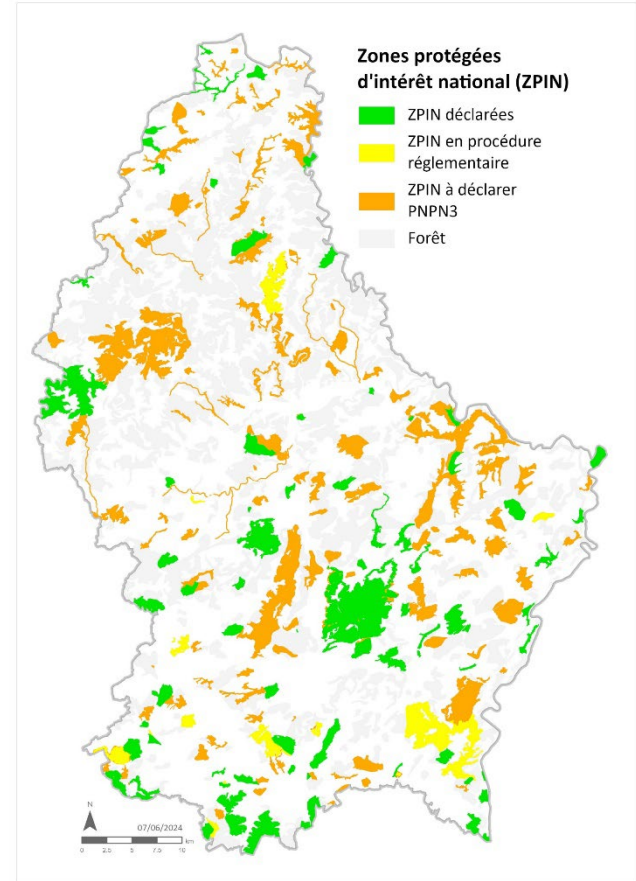 Zones protégées
d'intérêt national (ZPIN)
ZPIN déclarées
ZPIN en procédure
réglementaire
ZPIN à déclarer
PNPN3
Forêt
N
07/06/2024
km
0 2.5 5 7.5 10